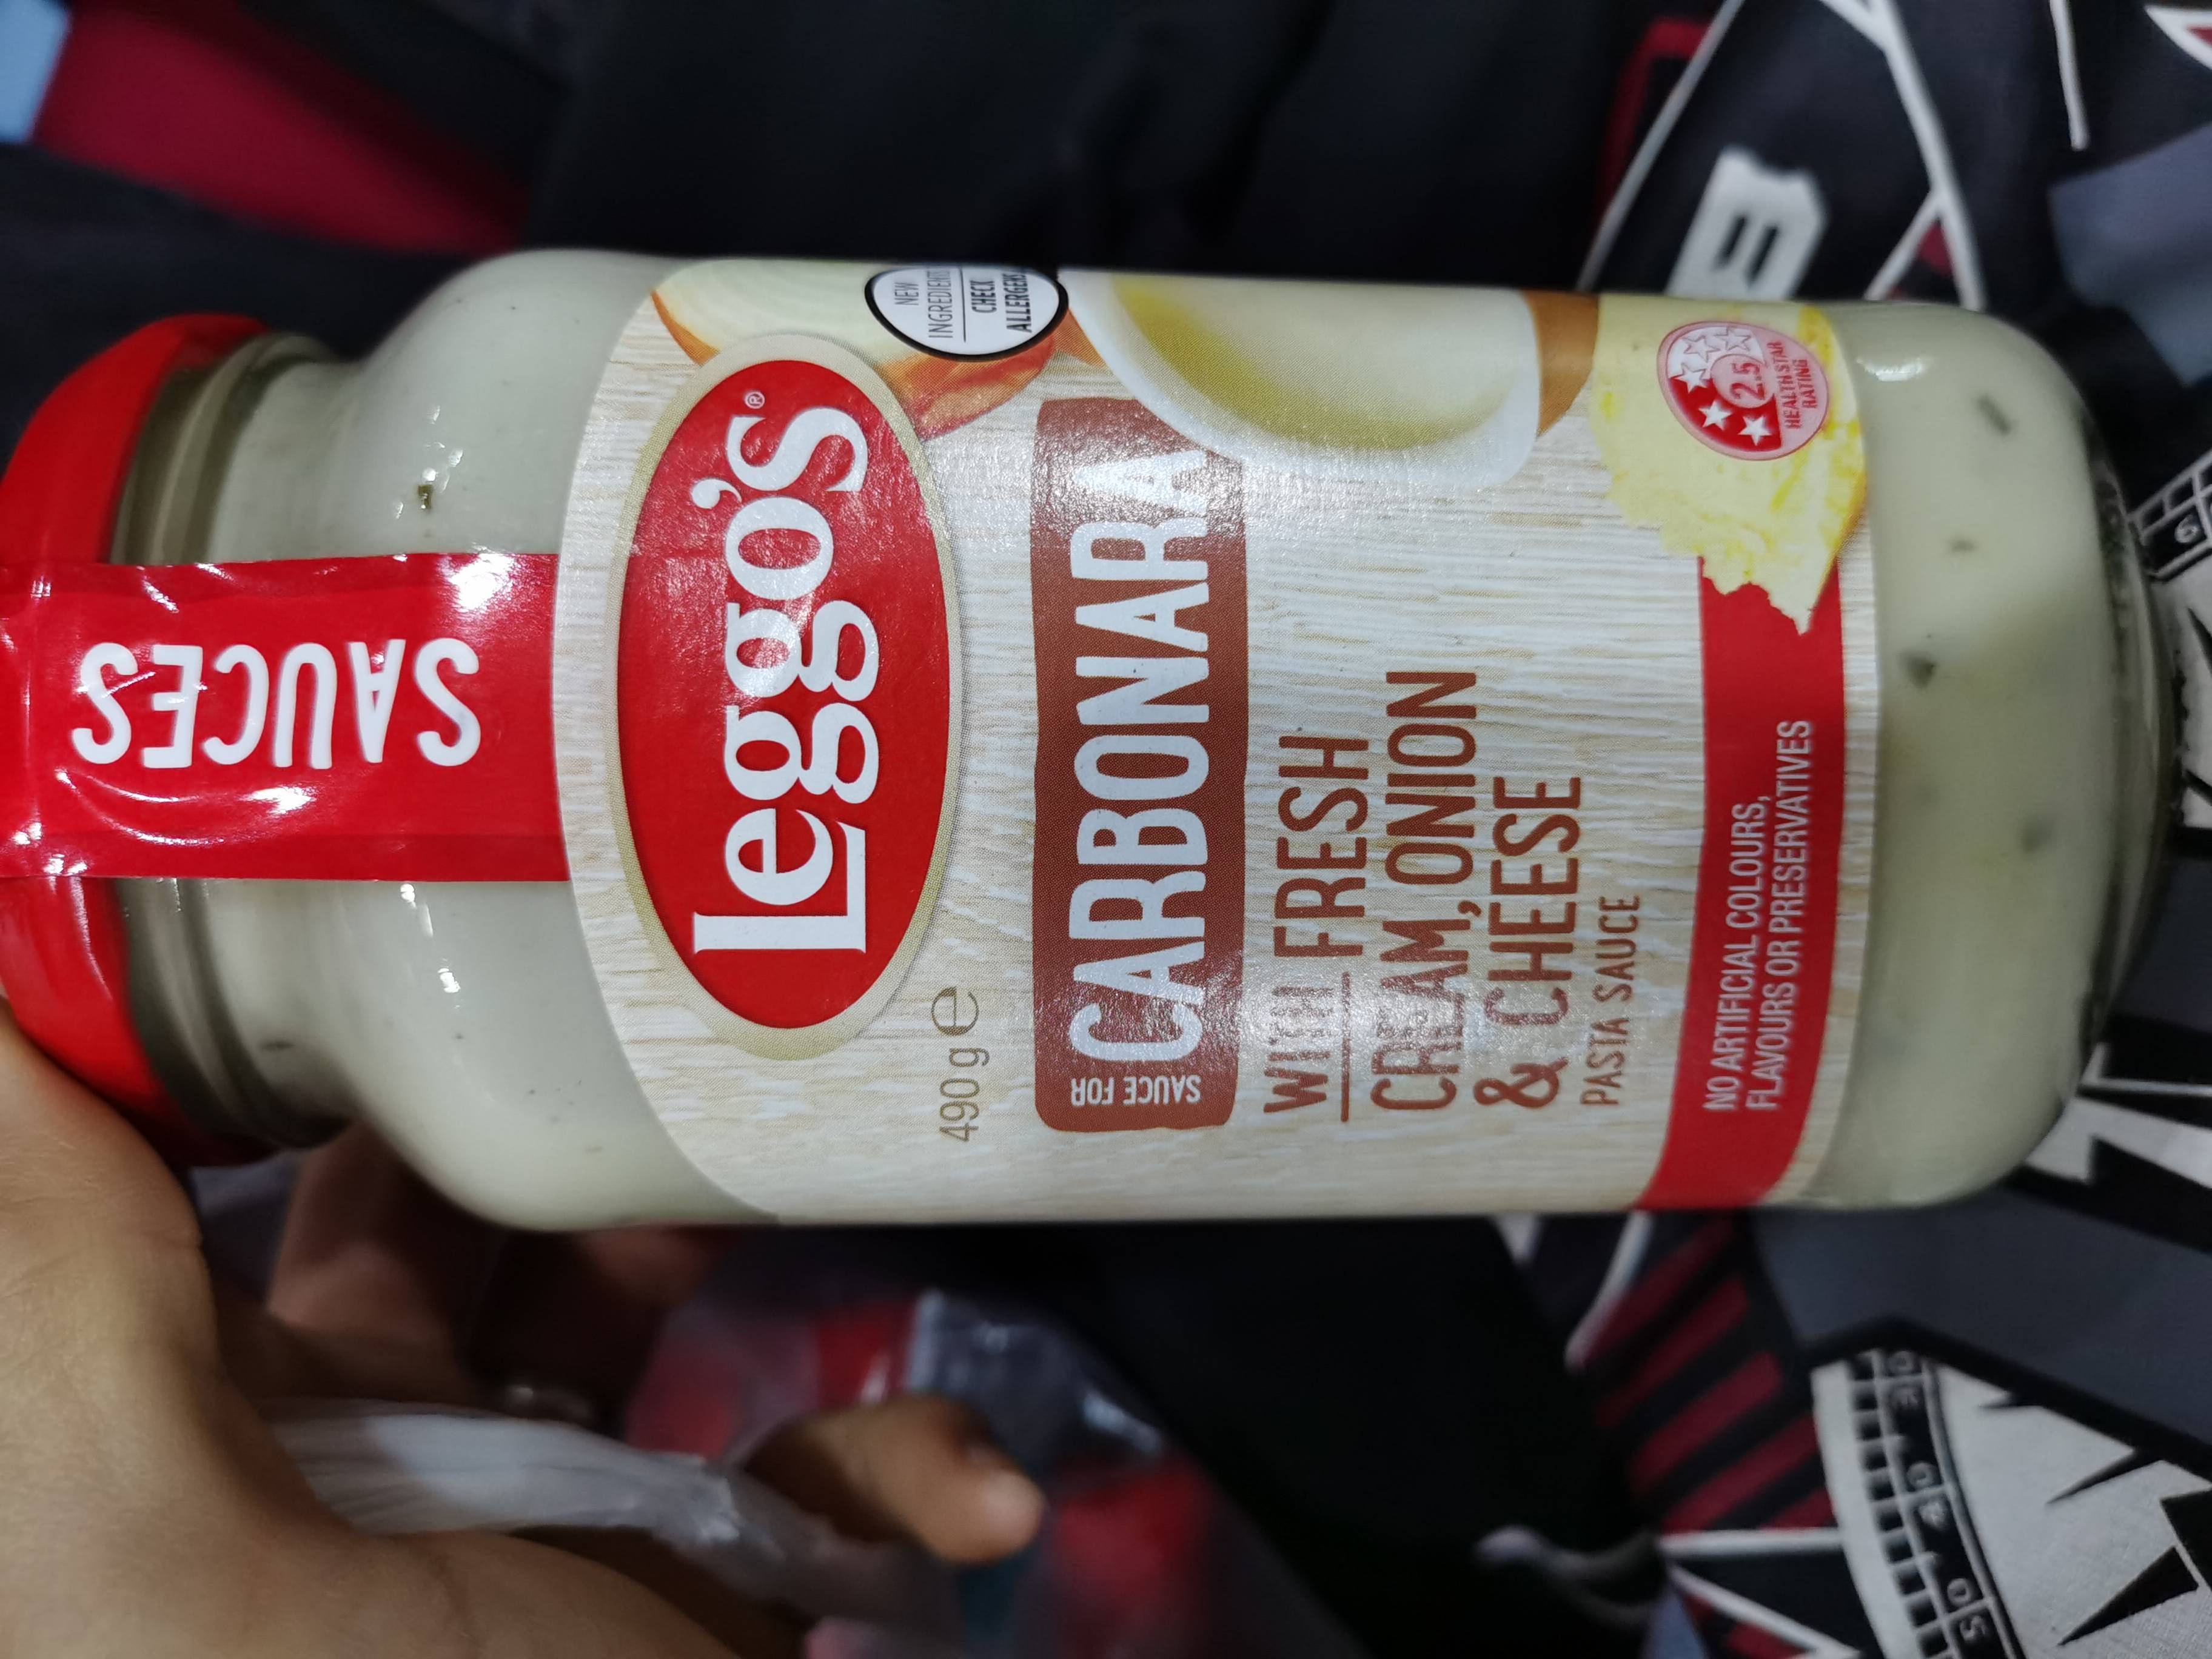 SAUCES
Leggo's®
NEW
INGREDIENTS
CHECK
ALLERGENS
490 g e
SAUCE FOR
CARBONARA
WITH FRESH
CREAM, ONION
& CHEESE
PASTA SAUCE
2.5
HEALTH STAR
RATING
NO ARTIFICIAL COLOURS,
FLAVOURS OR PRESERVATIVES